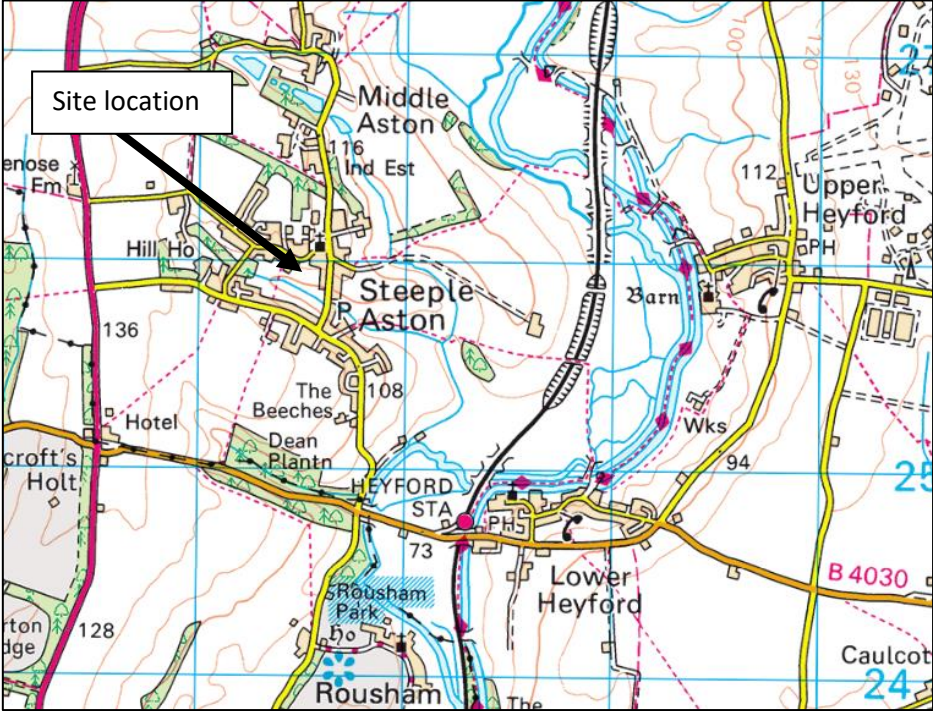 Site location
100
120
130
27
Middle
Aston
116
Ind Est
enose
Fm
112
Upper
Heyford
PH
Hill Ho
Barn
Steeple
Aston
P
136
108
The
Beeches
Hotel
Dean
Plantn
Wks
croft's
Holt
94
HEYFORD
STA
25
PH
73
B 4030
Lower
Heyford
Rousham
Park
Ho
rton
dge
128
Caulcot
24
Rousham
The